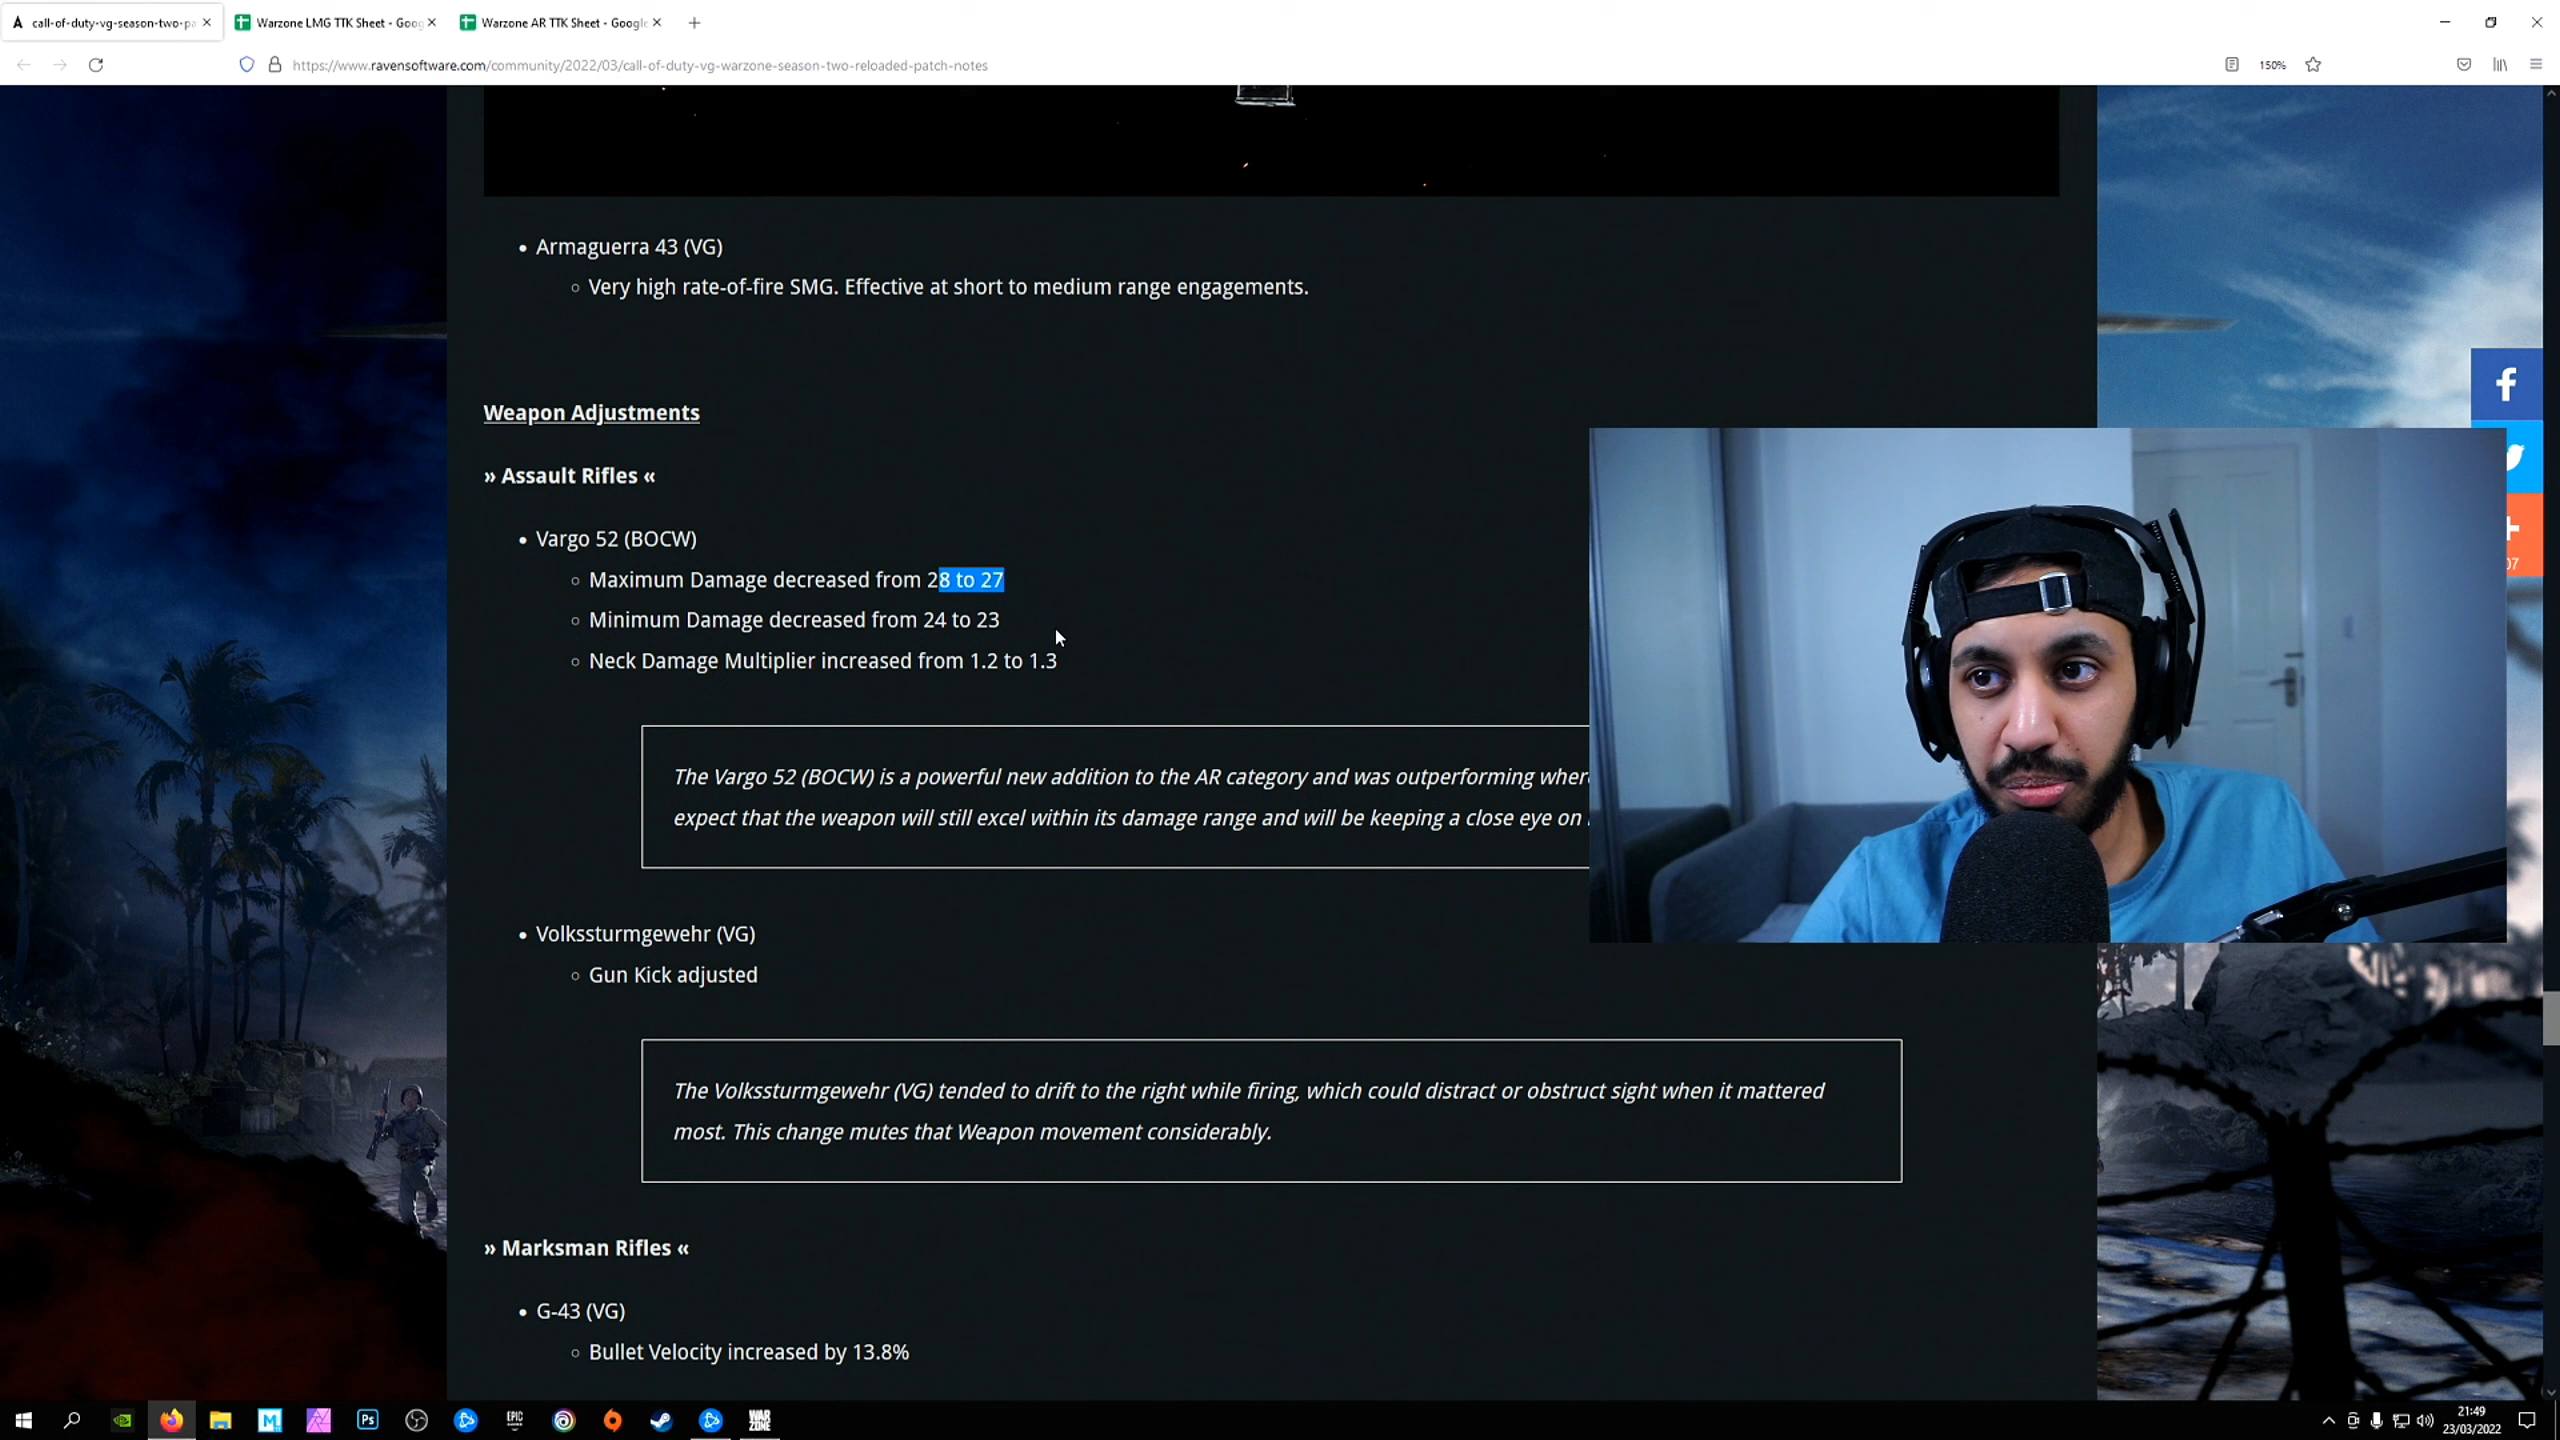 call-of-duty-vg-season-two-pa
Warzone LMG TTK Sheet - Goog
Warzone AR TTK Sheet - Google
https://www.ravensoftware.com/community/2022/03/call-of-duty-vg-warzone-season-two-reloaded-patch-notes
150%
Armaguerra 43 (VG)
Very high rate-of-fire SMG. Effective at short to medium range engagements.
Weapon Adjustments
» Assault Rifles «
Vargo 52 (BOCW)
Maximum Damage decreased from 28 to 27
Minimum Damage decreased from 24 to 23
Neck Damage Multiplier increased from 1.2 to 1.3
The Vargo 52 (BOCW) is a powerful new addition to the AR category and was outperforming wher
expect that the weapon will still excel within its damage range and will be keeping a close eye on
Volkssturmgewehr (VG)
Gun Kick adjusted
The Volkssturmgewehr (VG) tended to drift to the right while firing, which could distract or obstruct sight when it mattered
most. This change mutes that Weapon movement considerably.
» Marksman Rifles «
G-43 (VG)
Bullet Velocity increased by 13.8%
07
Ps
EPIC
WAR
ZONE
21:49
23/03/2022